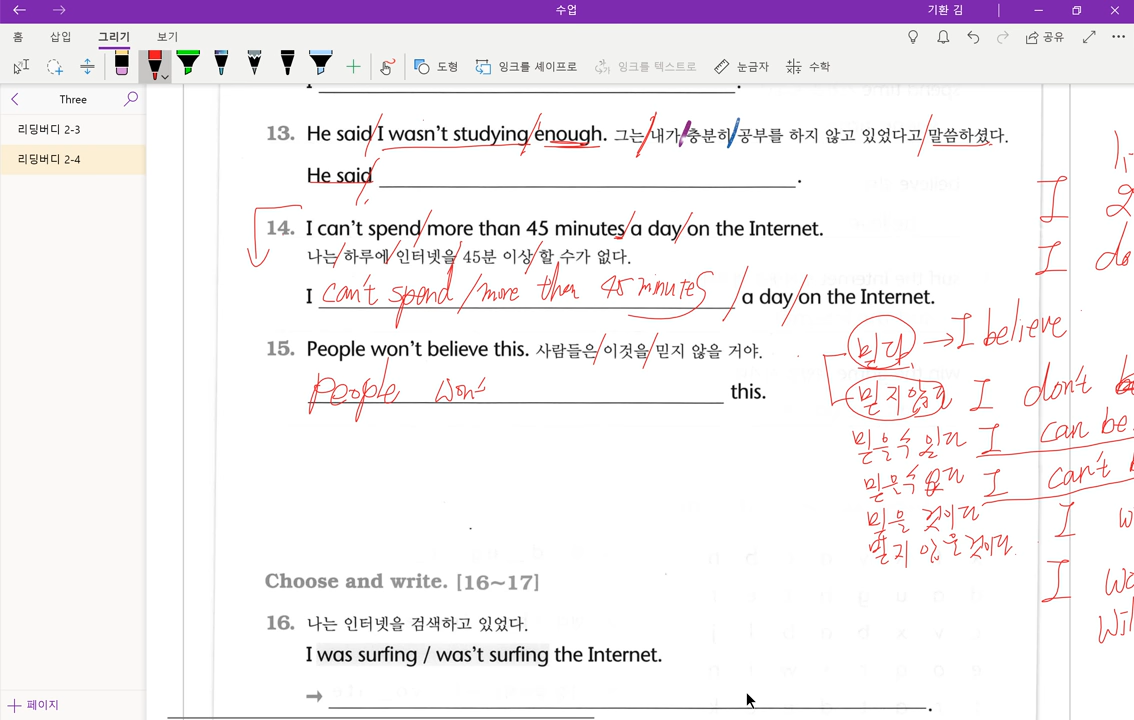 수업
기환 김
홈 삽입 그리기 보기
공유
도형 잉크를 셰이프로 잉크를 텍스트로 눈금자 수학
Three
리딩버디 2-3
리딩버디 2-4
페이지
13. He said I wasn't studying enough. 그는 내가 충분히 공부를 하지 않고 있었다고 말씀하셨다.
He said .
14. I can't spend more than 45 minutes a day on the Internet.
나는 하루에 인터넷을 45분 이상 할 수가 없다.
I can't spend more than 45 minutes a day on the Internet.
15. People won't believe this. 사람들은 이것을 믿지 않을 거야.
people won't this.
믿다 → I believe
믿지 않다 I don't
믿을 수 있다 I can be
믿을 수 없다 I can't
믿을 것이다 I
믿지 않을 것이다 I
Choose and write. [16~17]
16. 나는 인터넷을 검색하고 있었다.
I was surfing / was't surfing the Internet.
→ .